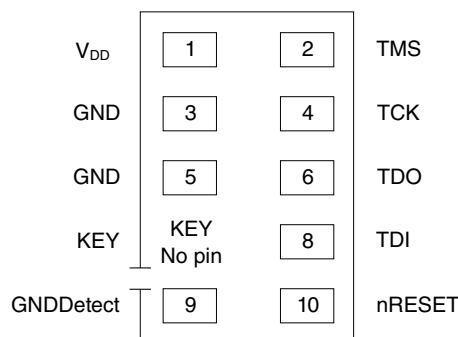 V_DD 1 2 TMS
GND 3 4 TCK
GND 5 6 TDO
KEY KEY 8 TDI
No pin
GNDDetect 9 10 nRESET